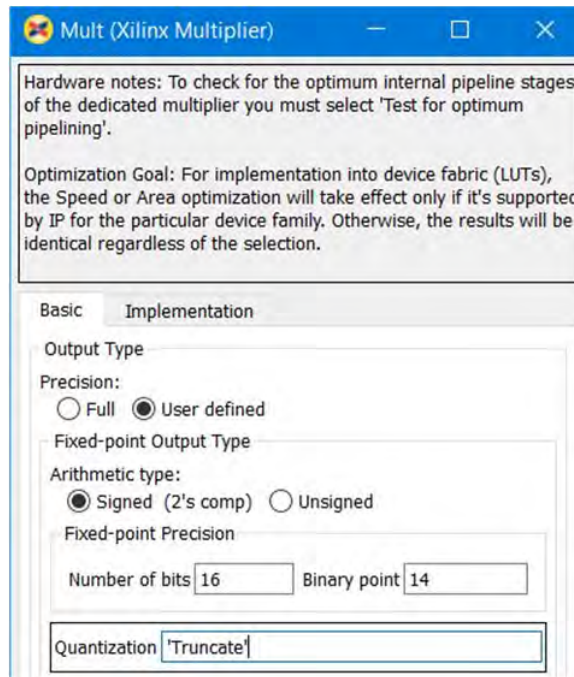 Mult (Xilinx Multiplier)
Hardware notes: To check for the optimum internal pipeline stages
of the dedicated multiplier you must select 'Test for optimum
pipelining'.
Optimization Goal: For implementation into device fabric (LUTs),
the Speed or Area optimization will take effect only if it's supported
by IP for the particular device family. Otherwise, the results will be
identical regardless of the selection.
Basic Implementation
Output Type
Precision:
Full User defined
Fixed-point Output Type
Arithmetic type:
Signed (2's comp) Unsigned
Fixed-point Precision
Number of bits 16 Binary point 14
Quantization 'Truncate'